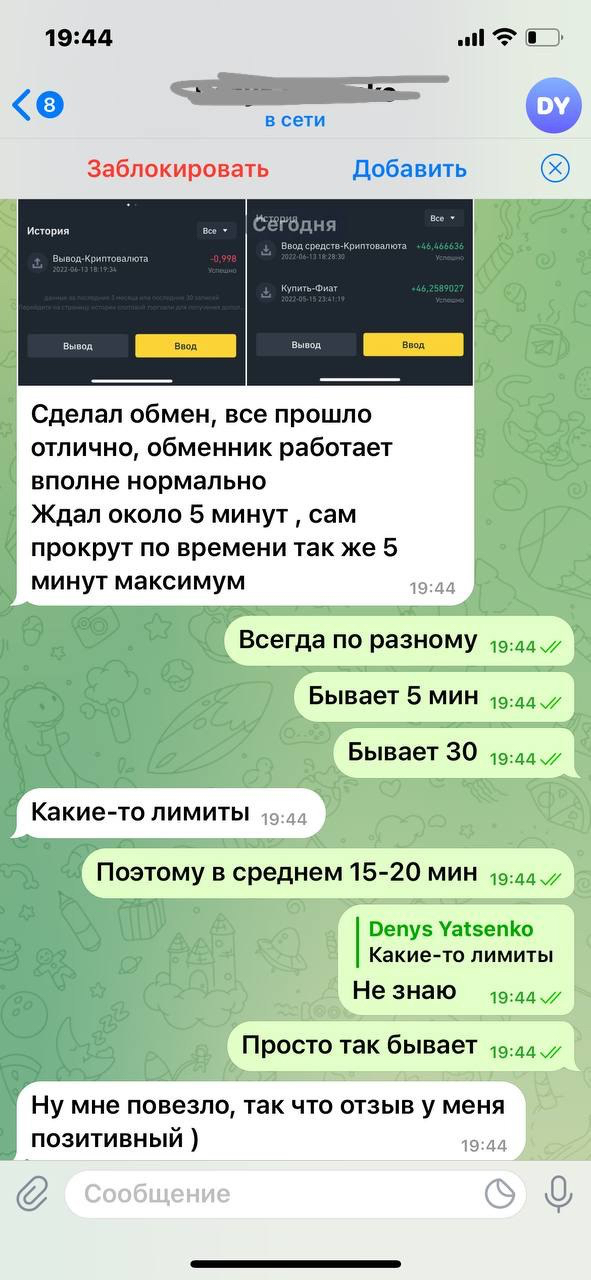 19:44
8
в сети
DY
Заблокировать
Добавить
Сегодня
История
Все
Вывод-Криптовалюта
-0,998
2022-06-13 18:19:34
Успешно
Вывод
Ввод
История
Все
Ввод средств-Криптовалюта
+46,466636
2022-06-13 18:28:30
Успешно
Купить-Фиат
+46,2589027
2022-05-15 23:41:19
Успешно
Вывод
Ввод
Сделал обмен, все прошло
отлично, обменник работает
вполне нормально
Ждал около 5 минут , сам
прокрут по времени так же 5
минут максимум
19:44
Всегда по разному 19:44
Бывает 5 мин 19:44
Бывает 30 19:44
Какие-то лимиты 19:44
Поэтому в среднем 15-20 мин 19:44
Denys Yatsenko
Какие-то лимиты
Не знаю 19:44
Просто так бывает 19:44
Ну мне повезло, так что отзыв у меня
позитивный )
19:44
Сообщение